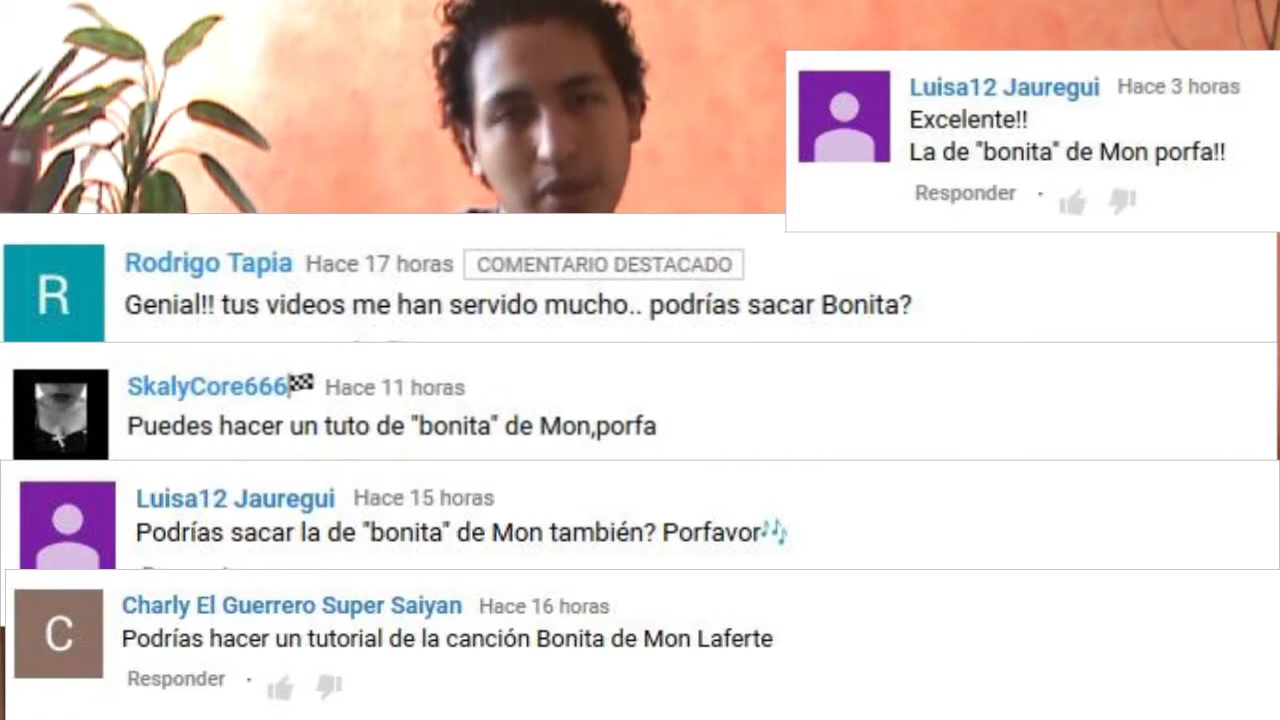 Luisa12 Jauregui Hace 3 horas
Excelente!!
La de "bonita" de Mon porfa!!
Responder ·
R
Rodrigo Tapia Hace 17 horas COMENTARIO DESTACADO
Genial!! tus videos me han servido mucho.. podrías sacar Bonita?
SkalyCore666🏁 Hace 11 horas
Puedes hacer un tuto de "bonita" de Mon,porfa
Luisa12 Jauregui Hace 15 horas
Podrías sacar la de "bonita" de Mon también? Porfavor🎶
C
Charly El Guerrero Super Saiyan Hace 16 horas
Podrías hacer un tutorial de la canción Bonita de Mon Laferte
Responder ·